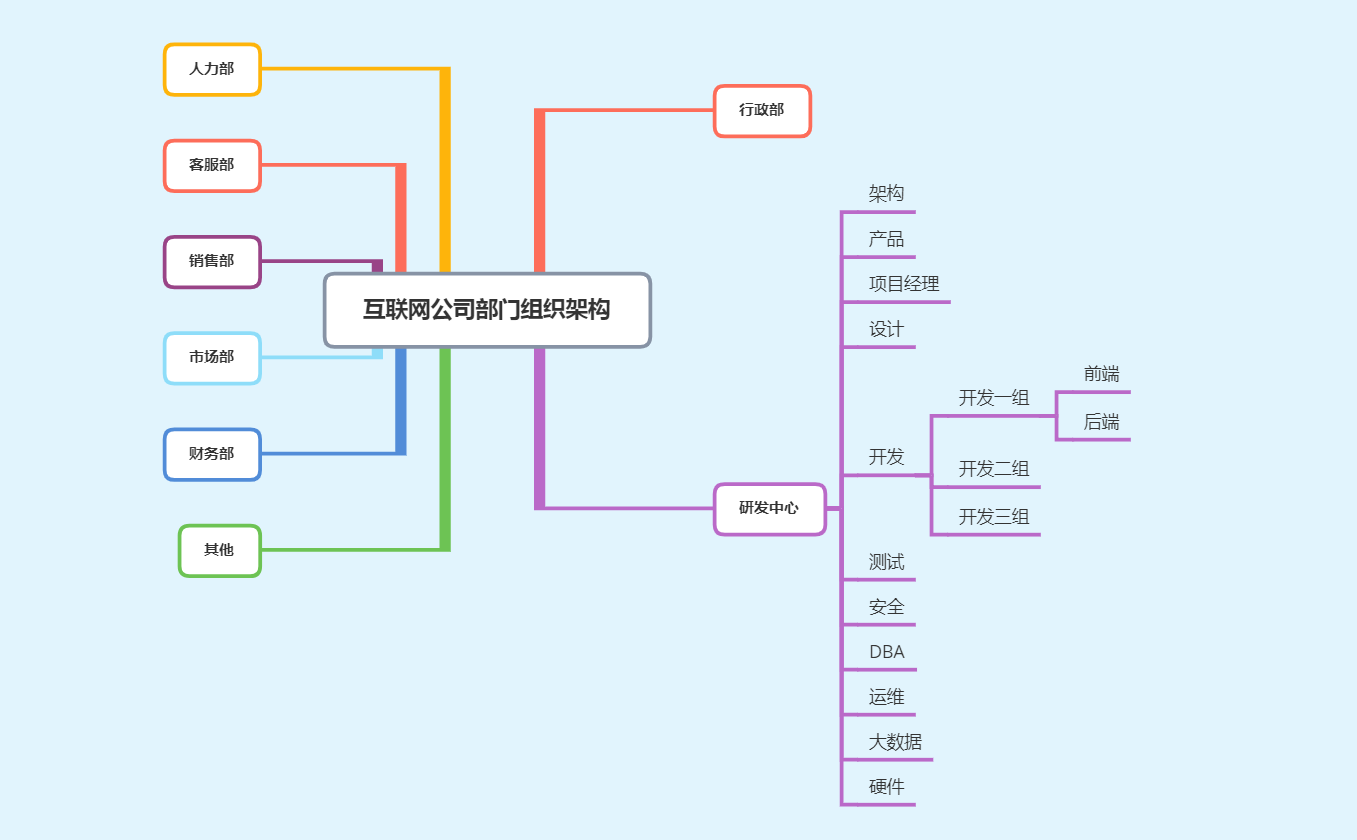 互联网公司部门组织架构
行政部
研发中心
架构
产品
项目经理
设计
开发
开发一组
前端
后端
开发二组
开发三组
测试
安全
DBA
运维
大数据
硬件
人力部
客服部
销售部
市场部
财务部
其他